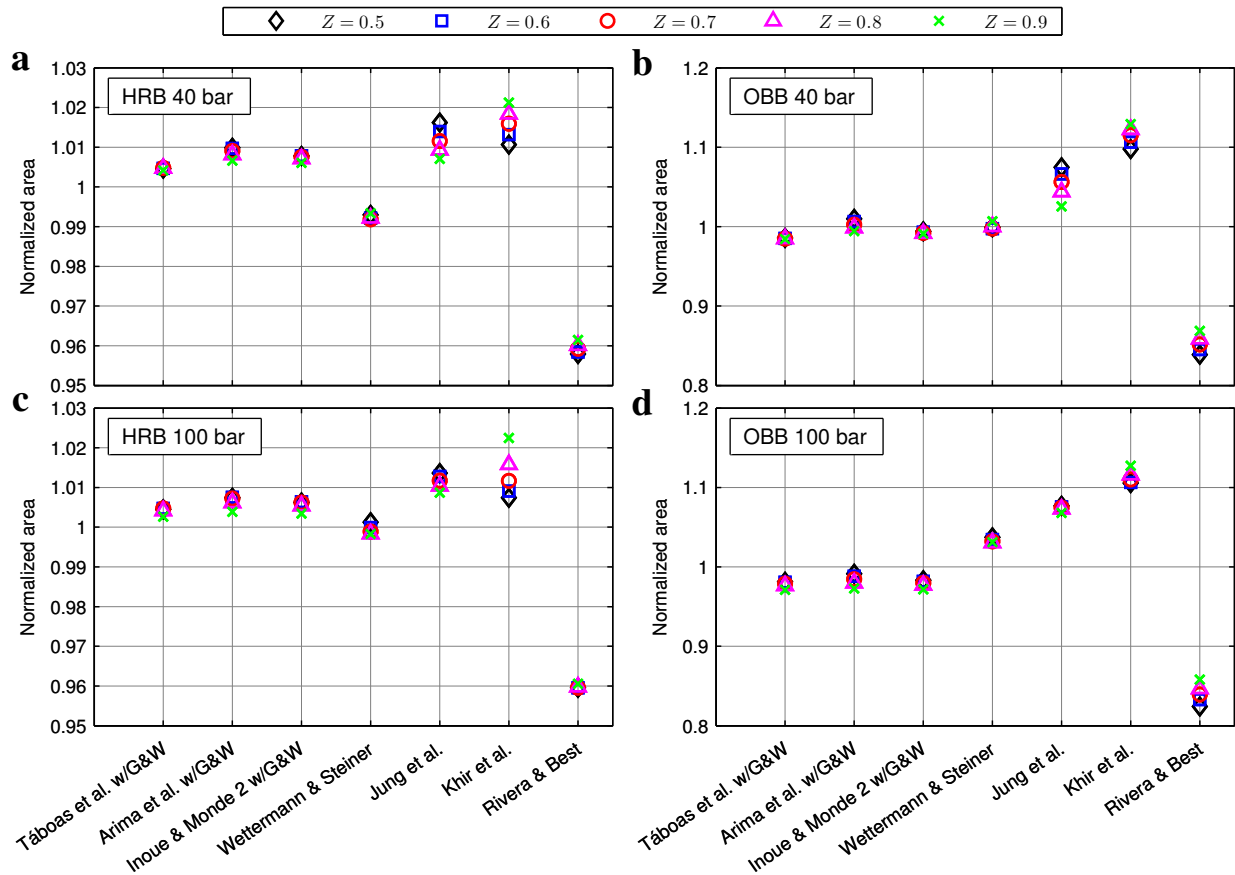 Z = 0.5 Z = 0.6 Z = 0.7 Z = 0.8 Z = 0.9
a
HRB 40 bar
Normalized area
1.03
1.02
1.01
1
0.99
0.98
0.97
0.96
0.95
b
OBB 40 bar
Normalized area
1.2
1.1
1
0.9
0.8
c
HRB 100 bar
Normalized area
1.03
1.02
1.01
1
0.99
0.98
0.97
0.96
0.95
Táboas et al. w/G&W
Arima et al. w/G&W
Inoue & Monde 2 w/G&W
Wettermann & Steiner
Jung et al.
Khir et al.
Rivera & Best
d
OBB 100 bar
Normalized area
1.2
1.1
1
0.9
0.8
Táboas et al. w/G&W
Arima et al. w/G&W
Inoue & Monde 2 w/G&W
Wettermann & Steiner
Jung et al.
Khir et al.
Rivera & Best